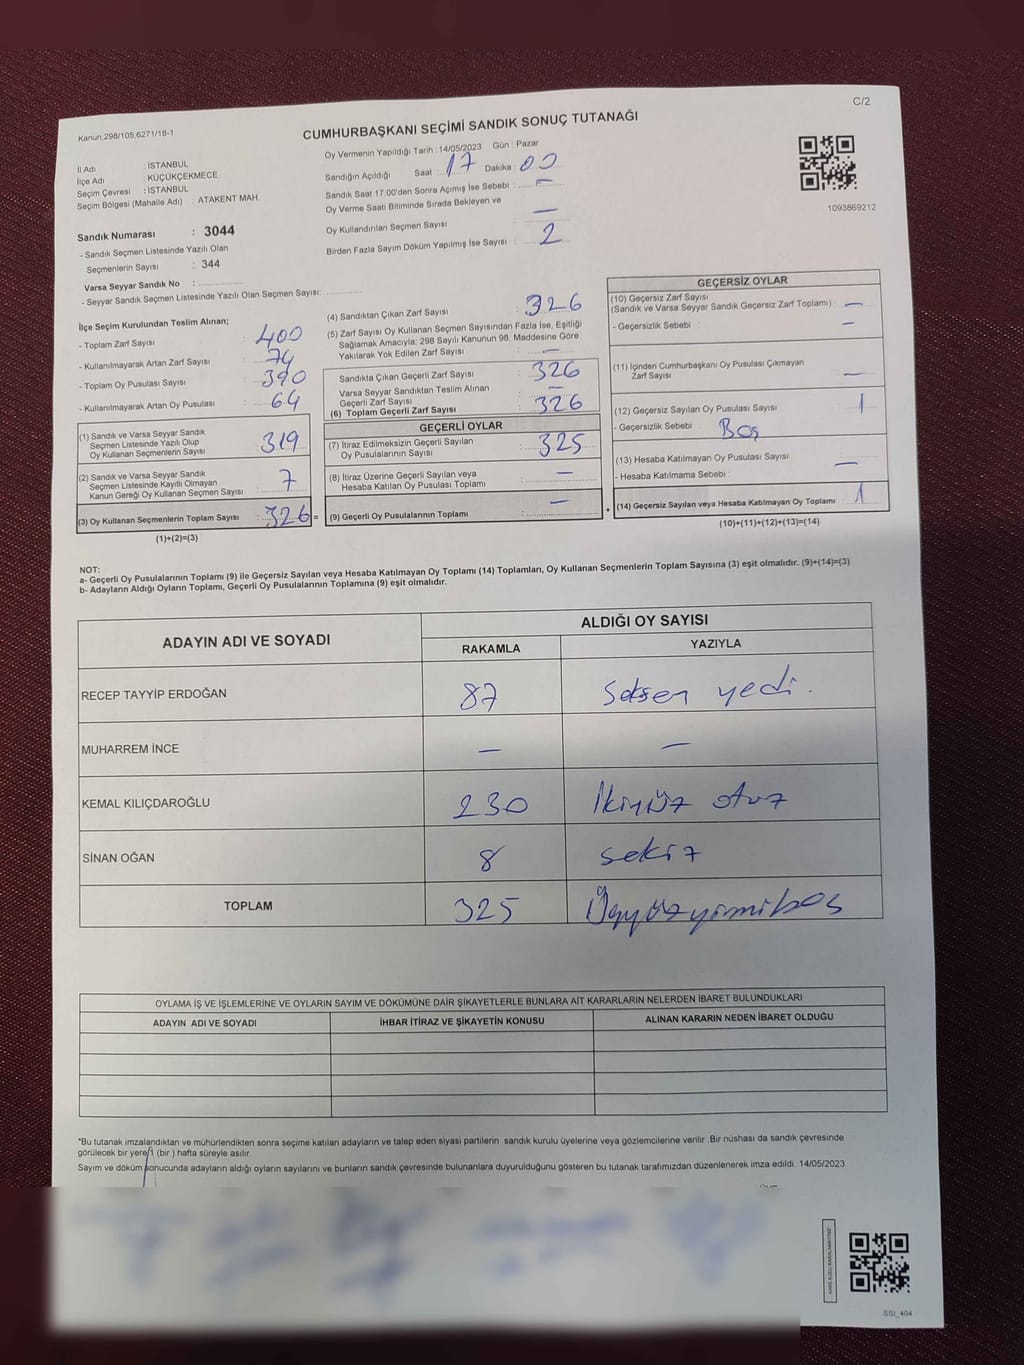 C/2
Kanun:298/105,6271/18-1
CUMHURBAŞKANI SEÇİMİ SANDIK SONUÇ TUTANAĞI
İl Adı : İSTANBUL
İlçe Adı : KÜÇÜKÇEKMECE
Seçim Çevresi : İSTANBUL
Seçim Bölgesi (Mahalle Adı) : ATAKENT MAH.
Sandık Numarası : 3044
- Sandık Seçmen Listesinde Yazılı Olan
Seçmenlerin Sayısı : 344
Varsa Seyyar Sandık No :
- Seyyar Sandık Seçmen Listesinde Yazılı Olan Seçmen Sayısı:
Oy Vermenin Yapıldığı Tarih : 14/05/2023 Gün : Pazar
Sandığın Açıldığı Saat : 17 Dakika : 00
Sandık Saat 17.00'den Sonra Açımış İse Sebebi : —
Oy Verme Saati Bitiminde Sırada Bekleyen ve
Oy Kullandırılan Seçmen Sayısı : —
Birden Fazla Sayım Döküm Yapılmış İse Sayısı : 2
1093869212
İlçe Seçim Kurulundan Teslim Alınan;
- Toplam Zarf Sayısı : 400
- Kullanılmayarak Artan Zarf Sayısı : 74
- Toplam Oy Pusulası Sayısı : 390
- Kullanılmayarak Artan Oy Pusulası : 64
(1) Sandık ve Varsa Seyyar Sandık
Seçmen Listesinde Yazılı Olup
Oy Kullanan Seçmenlerin Sayısı : 319
(2) Sandık ve Varsa Seyyar Sandık
Seçmen Listesinde Kayıtlı Olmayan
Kanun Gereği Oy Kullanan Seçmen Sayısı : 7
(3) Oy Kullanan Seçmenlerin Toplam Sayısı : 326 =
(1)+(2)=(3)
(4) Sandıktan Çıkan Zarf Sayısı : 326
(5) Zarf Sayısı Oy Kullanan Seçmen Sayısından Fazla İse, Eşitliği
Sağlamak Amacıyla; 298 Sayılı Kanunun 98. Maddesine Göre
Yakılarak Yok Edilen Zarf Sayısı : —
Sandıkta Çıkan Geçerli Zarf Sayısı : 326
Varsa Seyyar Sandıktan Teslim Alınan
Geçerli Zarf Sayısı : —
(6) Toplam Geçerli Zarf Sayısı : 326
GEÇERLİ OYLAR
(7) İtiraz Edilmeksizin Geçerli Sayılan
Oy Pusulalarının Sayısı : 325
(8) İtiraz Üzerine Geçerli Sayılan veya
Hesaba Katılan Oy Pusulası Toplamı : —
(9) Geçerli Oy Pusulalarının Toplamı : — +
GEÇERSİZ OYLAR
(10) Geçersiz Zarf Sayısı
(Sandık ve Varsa Seyyar Sandık Geçersiz Zarf Toplamı) : —
- Geçersizlik Sebebi : —
(11) İçinden Cumhurbaşkanı Oy Pusulası Çıkmayan
Zarf Sayısı : —
(12) Geçersiz Sayılan Oy Pusulası Sayısı : 1
- Geçersizlik Sebebi : Boş
(13) Hesaba Katılmayan Oy Pusulası Sayısı : —
- Hesaba Katılmama Sebebi :
(14) Geçersiz Sayılan veya Hesaba Katılmayan Oy Toplamı : 1
(10)+(11)+(12)+(13)=(14)
NOT:
a- Geçerli Oy Pusulalarının Toplamı (9) ile Geçersiz Sayılan veya Hesaba Katılmayan Oy Toplamı (14) Toplamları, Oy Kullanan Seçmenlerin Toplam Sayısına (3) eşit olmalıdır. (9)+(14)=(3)
b- Adayların Aldığı Oyların Toplamı, Geçerli Oy Pusulalarının Toplamına (9) eşit olmalıdır.
ADAYIN ADI VE SOYADI
ALDIĞI OY SAYISI
RAKAMLA YAZIYLA
RECEP TAYYİP ERDOĞAN 87 Seksen yedi.
MUHARREM İNCE — —
KEMAL KILIÇDAROĞLU 230 İkiyüz otuz
SİNAN OĞAN 8 sekiz
TOPLAM 325 Üçyüzyirmibeş
OYLAMA İŞ VE İŞLEMLERİNE VE OYLARIN SAYIM VE DÖKÜMÜNE DAİR ŞİKAYETLERLE BUNLARA AİT KARARLARIN NELERDEN İBARET BULUNDUKLARI
ADAYIN ADI VE SOYADI İHBAR İTİRAZ VE ŞİKAYETİN KONUSU ALINAN KARARIN NEDEN İBARET OLDUĞU
*Bu tutanak imzalandıktan ve mühürlendikten sonra seçime katılan adayların ve talep eden siyasi partilerin sandık kurulu üyelerine veya gözlemcilerine verilir .Bir nüshası da sandık çevresinde
görülecek bir yere 1 (bir ) hafta süreyle asılır.
Sayım ve döküm sonucunda adayların aldığı oyların sayılarını ve bunların sandık çevresinde bulunanlara duyurulduğunu gösteren bu tutanak tarafımızdan düzenlenerek imza edildi. 14/05/2023
SSI_404